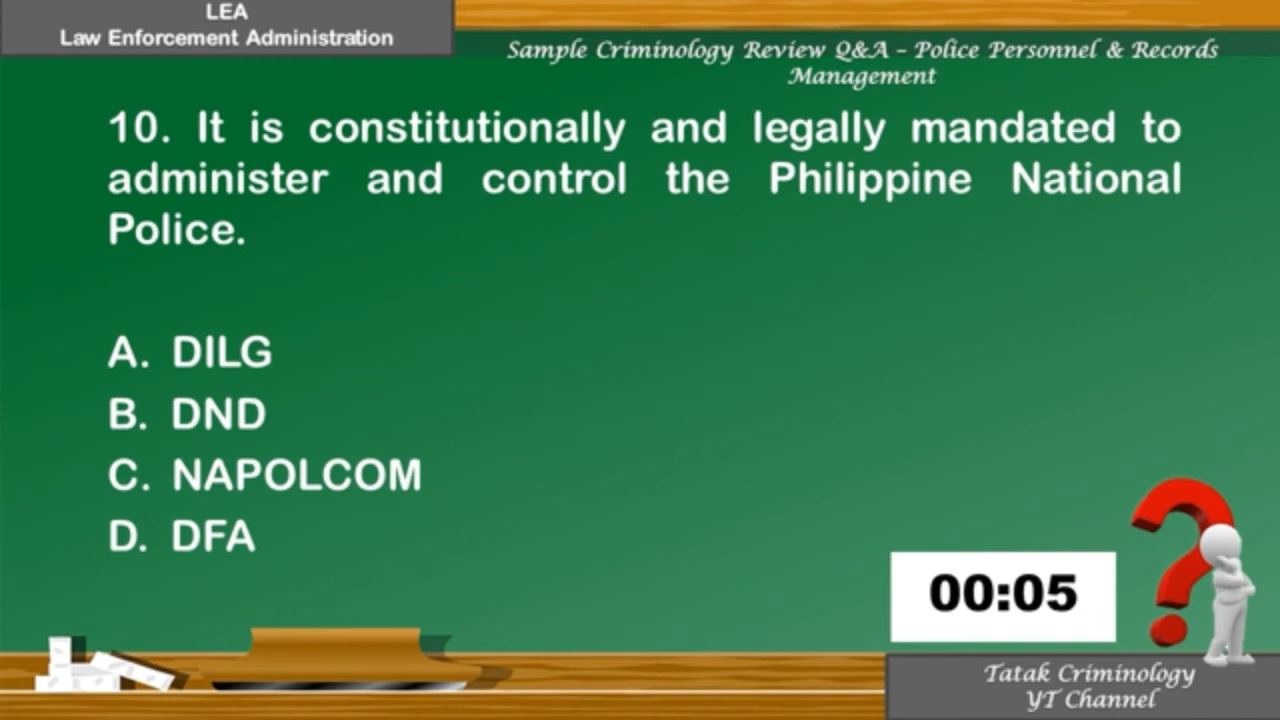 LEA
Law Enforcement Administration
Sample Criminology Review Q&A – Police Personnel & Records
Management
10. It is constitutionally and legally mandated to
administer and control the Philippine National
Police.
A. DILG
B. DND
C. NAPOLCOM
D. DFA
00:05
Tatak Criminology
YT Channel